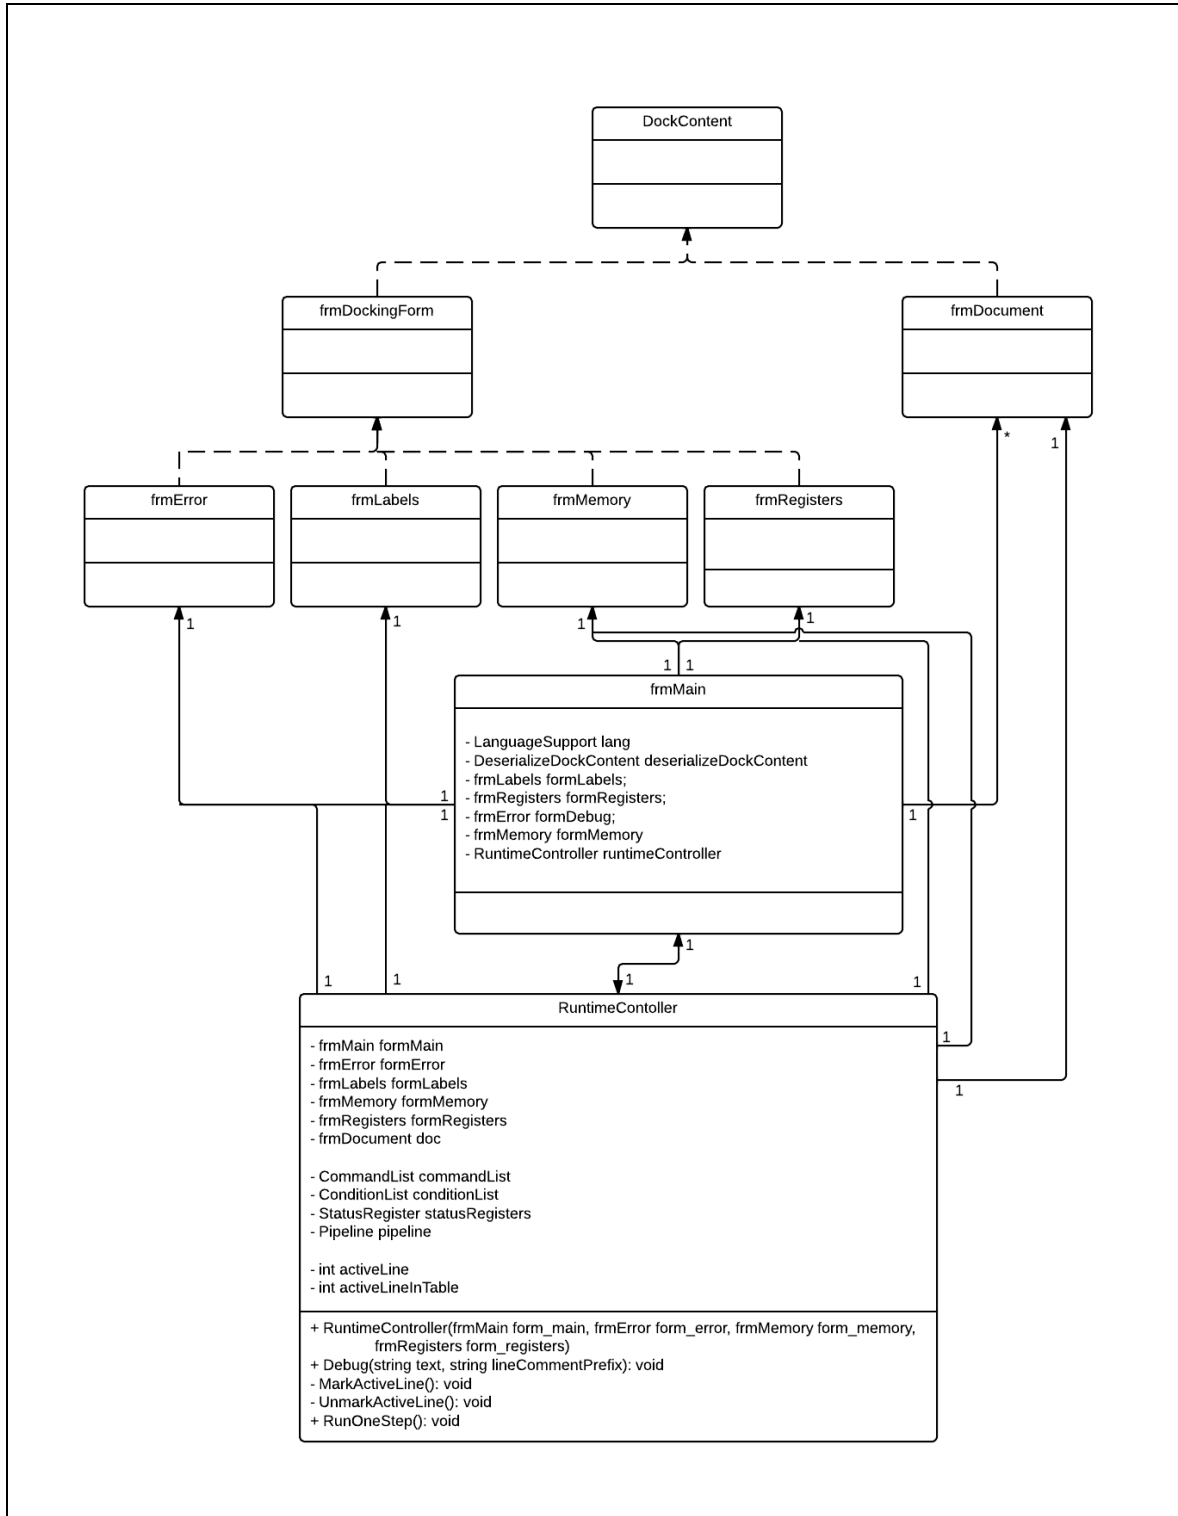 DockContent
frmDockingForm
frmDocument
*
1
frmError
frmLabels
frmMemory
frmRegisters
1
1
1
1
1
1
frmMain
- LanguageSupport lang
- DeserializeDockContent deserializeDockContent
- frmLabels formLabels;
- frmRegisters formRegisters;
- frmError formDebug;
- frmMemory formMemory
- RuntimeController runtimeController
1
1
1
1
1
1
1
1
RuntimeContoller
- frmMain formMain
- frmError formError
- frmLabels formLabels
- frmMemory formMemory
- frmRegisters formRegisters
- frmDocument doc
- CommandList commandList
- ConditionList conditionList
- StatusRegister statusRegisters
- Pipeline pipeline
- int activeLine
- int activeLineInTable
1
1
+ RuntimeController(frmMain form_main, frmError form_error, frmMemory form_memory,
frmRegisters form_registers)
+ Debug(string text, string lineCommentPrefix): void
- MarkActiveLine(): void
- UnmarkActiveLine(): void
+ RunOneStep(): void